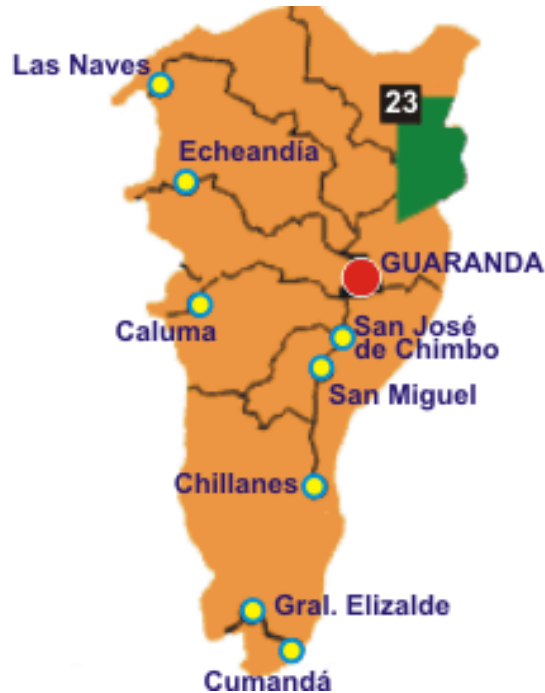 Las Naves
23
Echeandía
GUARANDA
Caluma
San José
de Chimbo
San Miguel
Chillanes
Gral. Elizalde
Cumandá